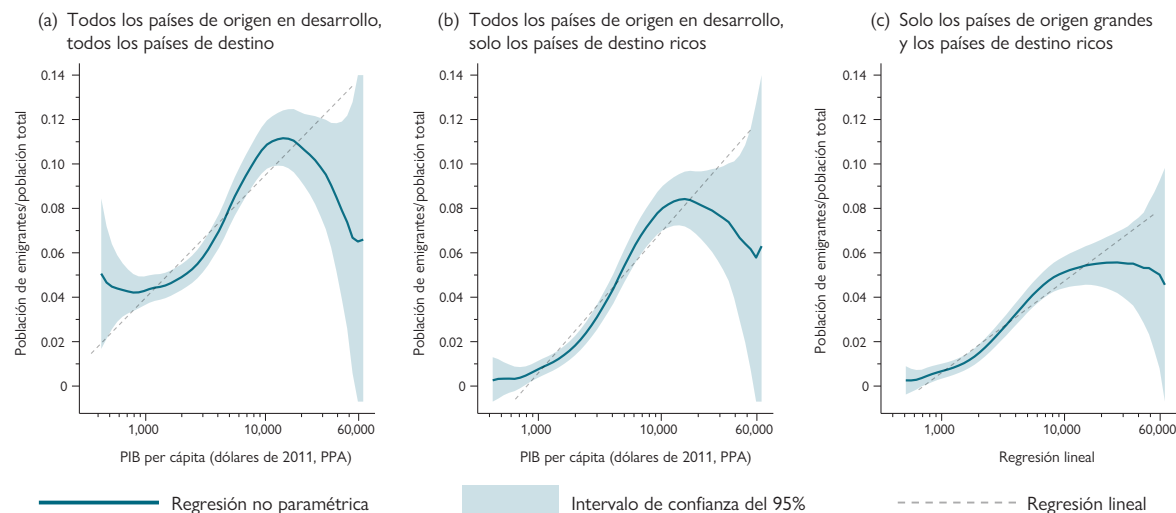 (a) Todos los países de origen en desarrollo,
todos los países de destino
(b) Todos los países de origen en desarrollo,
solo los países de destino ricos
(c) Solo los países de origen grandes
y los países de destino ricos
Población de emigrantes/población total
0.14
0.12
0.10
0.08
0.06
0.04
0.02
0
1,000
10,000
60,000
PIB per cápita (dólares de 2011, PPA)
Población de emigrantes/población total
0.14
0.12
0.10
0.08
0.06
0.04
0.02
0
1,000
10,000
60,000
PIB per cápita (dólares de 2011, PPA)
Población de emigrantes/población total
0.14
0.12
0.10
0.08
0.06
0.04
0.02
0
1,000
10,000
60,000
Regresión lineal
Regresión no paramétrica
Intervalo de confianza del 95%
Regresión lineal